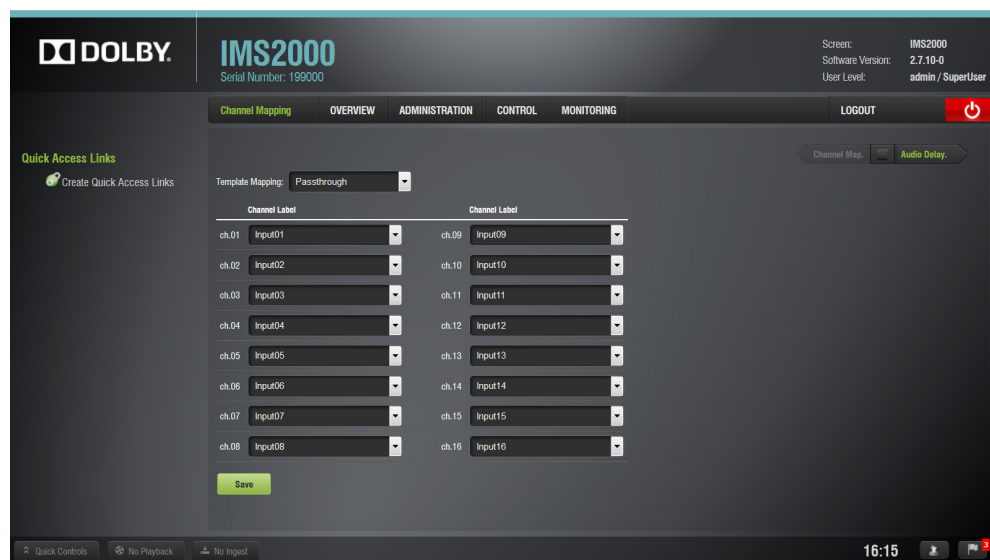 DOLBY.
IMS2000
Serial Number: 199000
Screen: IMS2000
Software Version: 2.7.10-0
User Level: admin / SuperUser
Channel Mapping OVERVIEW ADMINISTRATION CONTROL MONITORING LOGOUT
Quick Access Links
Create Quick Access Links
Channel Map. Audio Delay.
Template Mapping: Passthrough
Channel Label Channel Label
ch.01 Input01 ch.09 Input09
ch.02 Input02 ch.10 Input10
ch.03 Input03 ch.11 Input11
ch.04 Input04 ch.12 Input12
ch.05 Input05 ch.13 Input13
ch.06 Input06 ch.14 Input14
ch.07 Input07 ch.15 Input15
ch.08 Input08 ch.16 Input16
Save
Quick Controls No Playback No Ingest 16:15 3